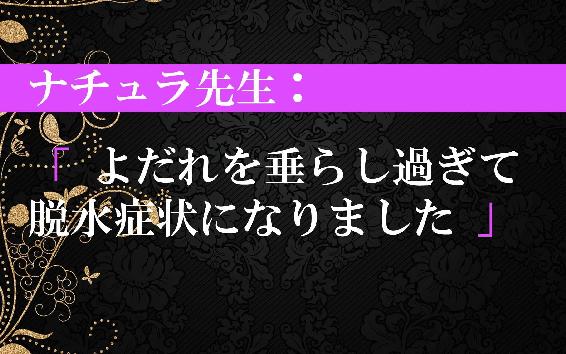 ナチュラ先生：
「 よだれを垂らし過ぎて
脱水症状になりました 」